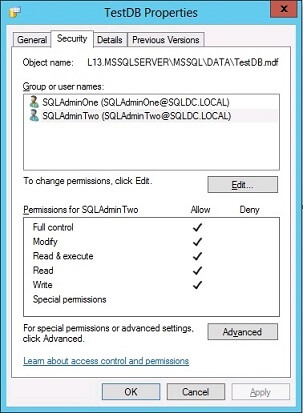 TestDB Properties
x
General Security Details Previous Versions
Object name: L13.MSSQLSERVER\MSSQL\DATA\TestDB.mdf
Group or user names:
SQLAdminOne (SQLAdminOne@SQLDC.LOCAL)
SQLAdminTwo (SQLAdminTwo@SQLDC.LOCAL)
To change permissions, click Edit.
Edit...
Permissions for SQLAdminTwo Allow Deny
Full control
Modify
Read & execute
Read
Write
Special permissions
For special permissions or advanced settings,
click Advanced.
Advanced
Learn about access control and permissions
OK Cancel Apply